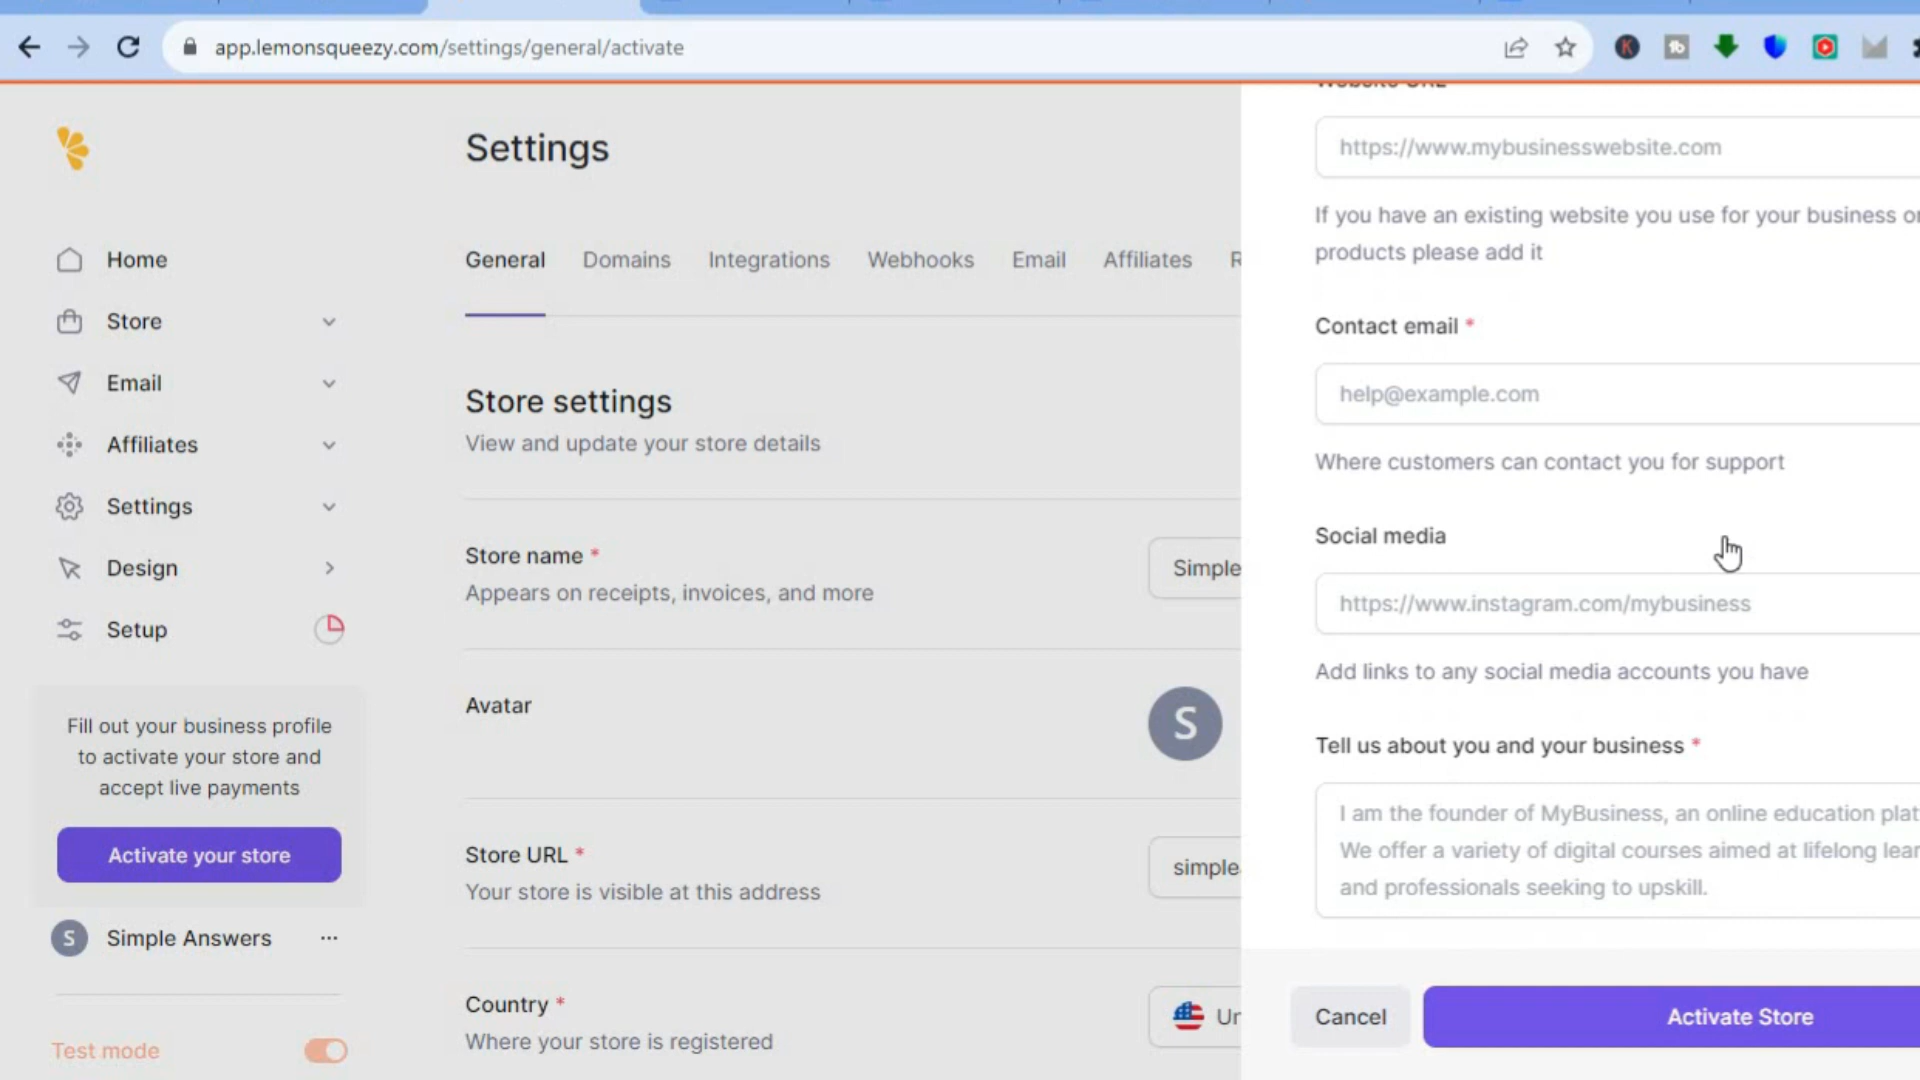 app.lemonsqueezy.com/settings/general/activate
Settings
Home
Store
Email
Affiliates
Settings
Design
Setup
Fill out your business profile
to activate your store and
accept live payments
Activate your store
S Simple Answers ...
Test mode
General Domains Integrations Webhooks Email Affiliates R
Store settings
View and update your store details
Store name *
Appears on receipts, invoices, and more
Simple
Avatar
S
Store URL *
Your store is visible at this address
simple
Country *
Where your store is registered
Un
Website URL
https://www.mybusinesswebsite.com
If you have an existing website you use for your business or
products please add it
Contact email *
help@example.com
Where customers can contact you for support
Social media
https://www.instagram.com/mybusiness
Add links to any social media accounts you have
Tell us about you and your business *
I am the founder of MyBusiness, an online education plat
We offer a variety of digital courses aimed at lifelong lear
and professionals seeking to upskill.
Cancel
Activate Store